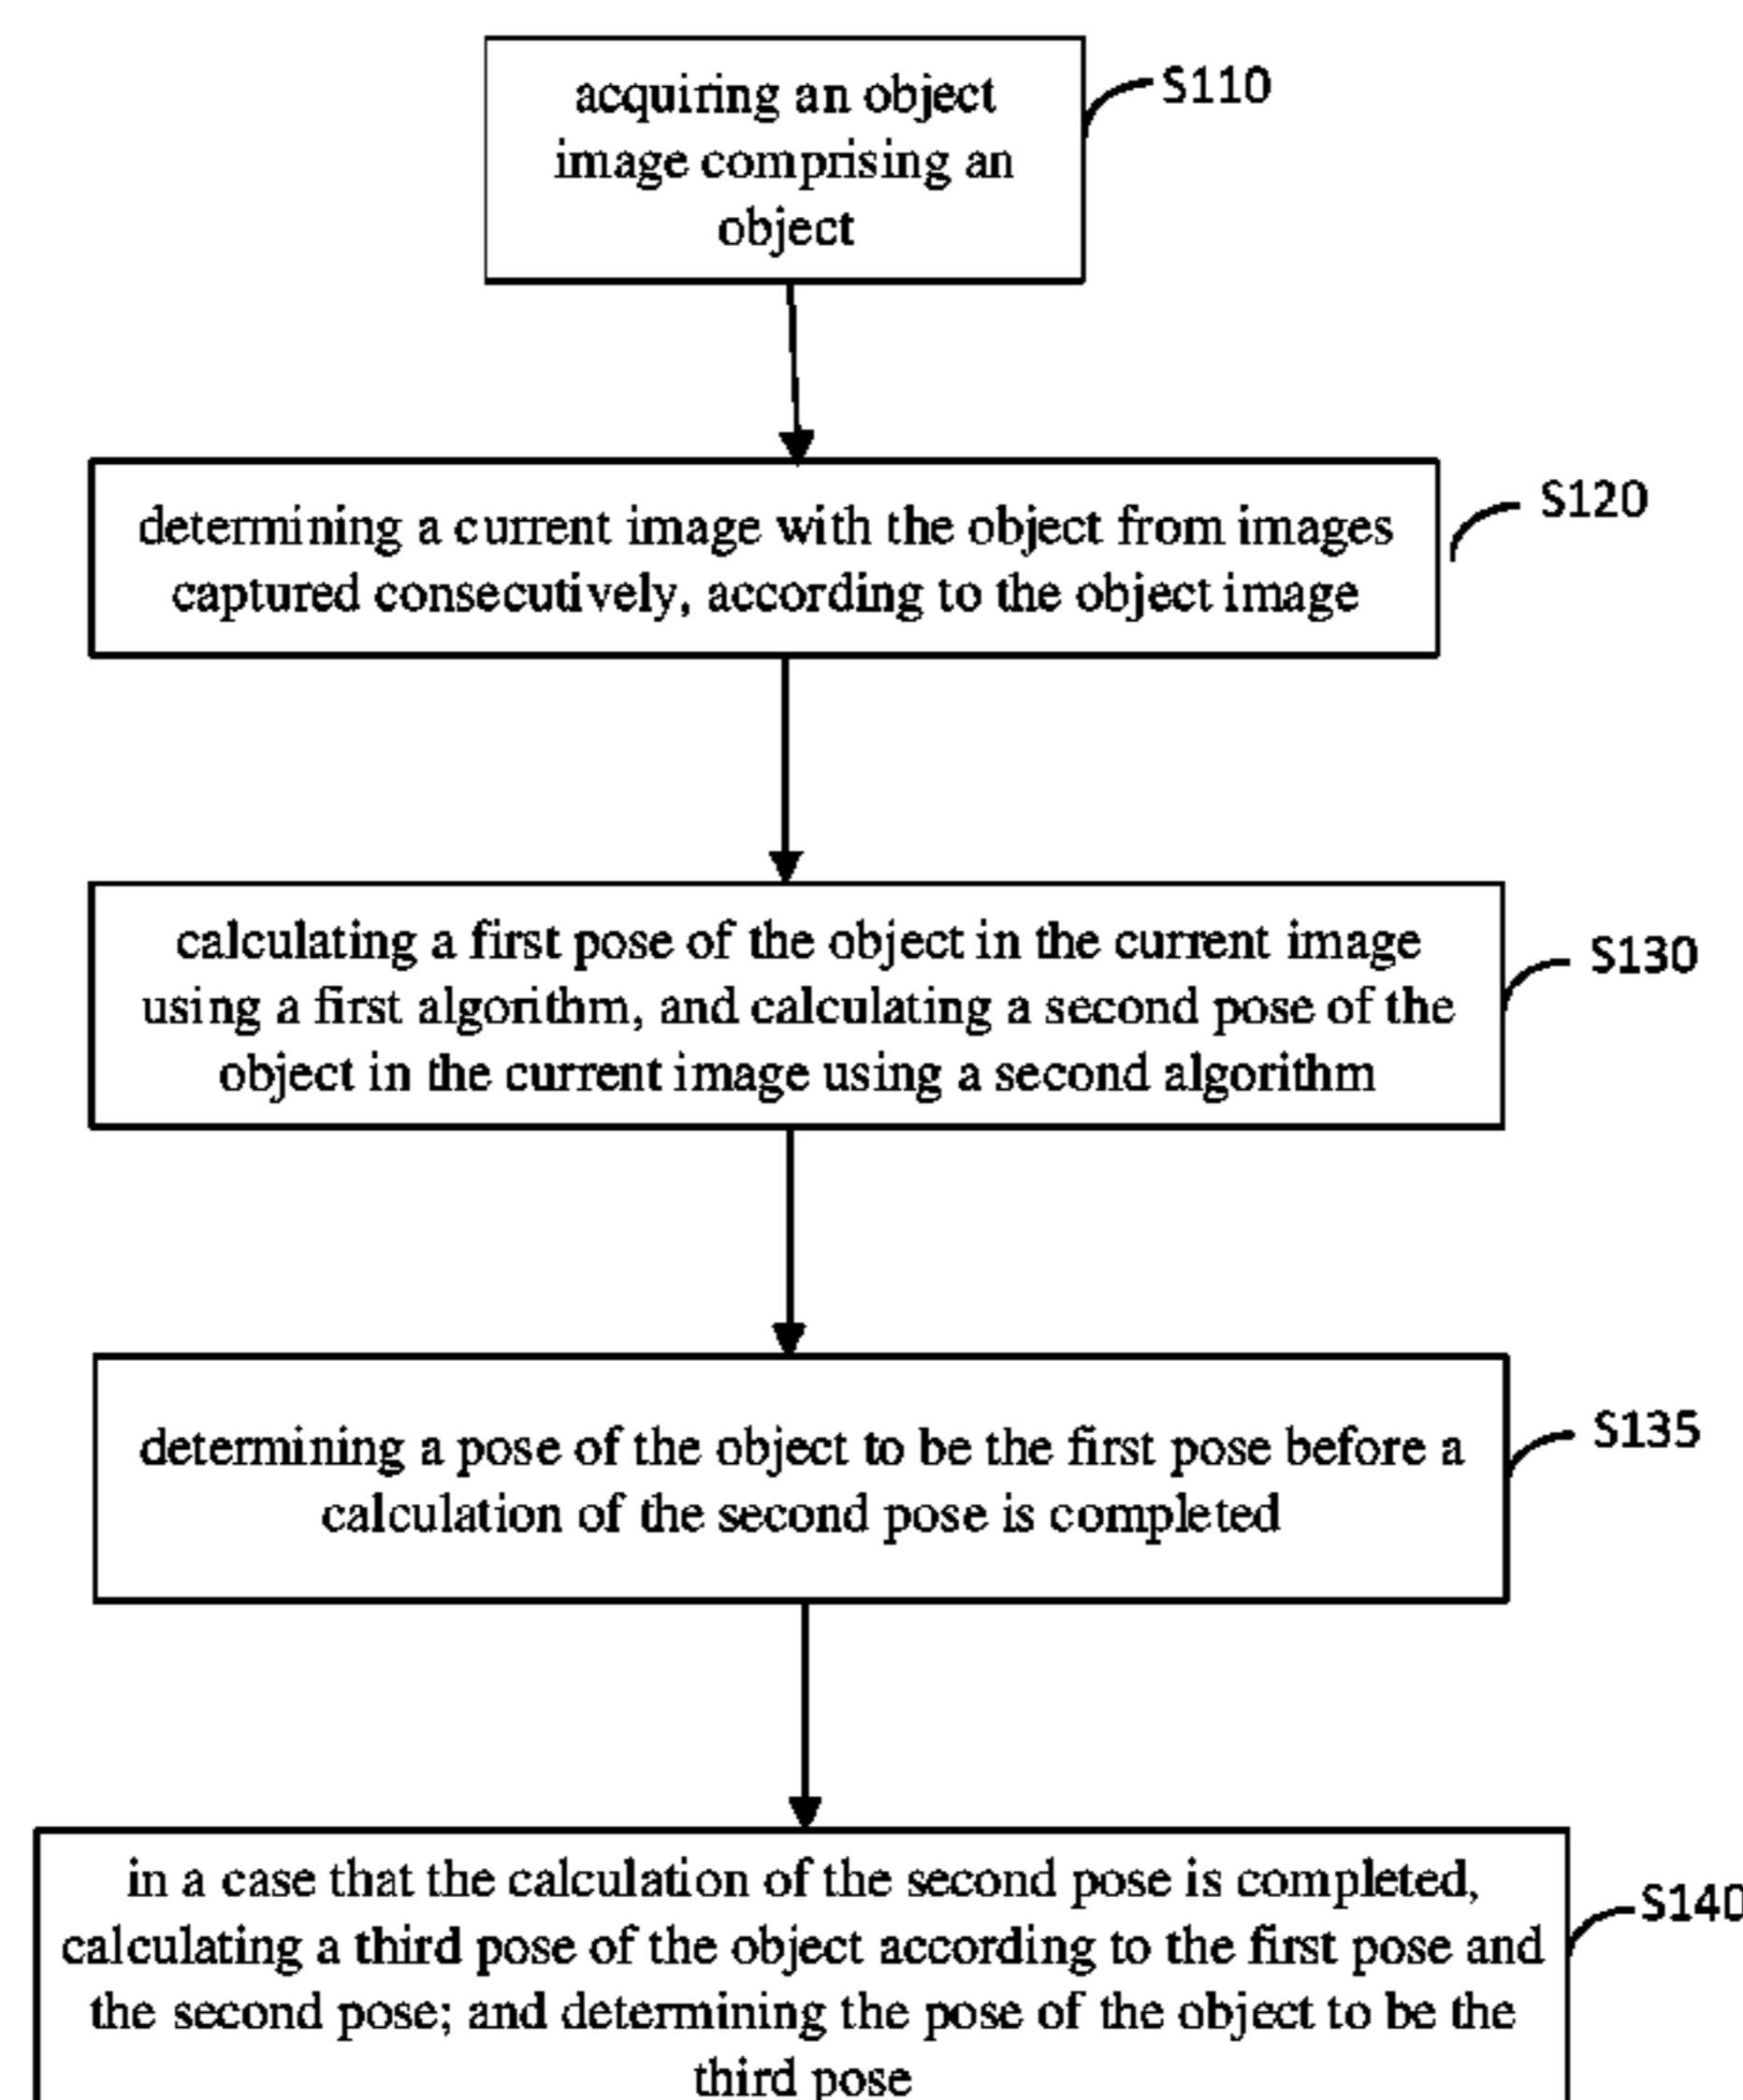 acquiring an object
image comprising an
object
S110
determining a current image with the object from images
captured consecutively, according to the object image
S120
calculating a first pose of the object in the current image
using a first algorithm, and calculating a second pose of the
object in the current image using a second algorithm
S130
determining a pose of the object to be the first pose before a
calculation of the second pose is completed
S135
in a case that the calculation of the second pose is completed,
calculating a third pose of the object according to the first pose and
the second pose; and determining the pose of the object to be the
third pose
S140